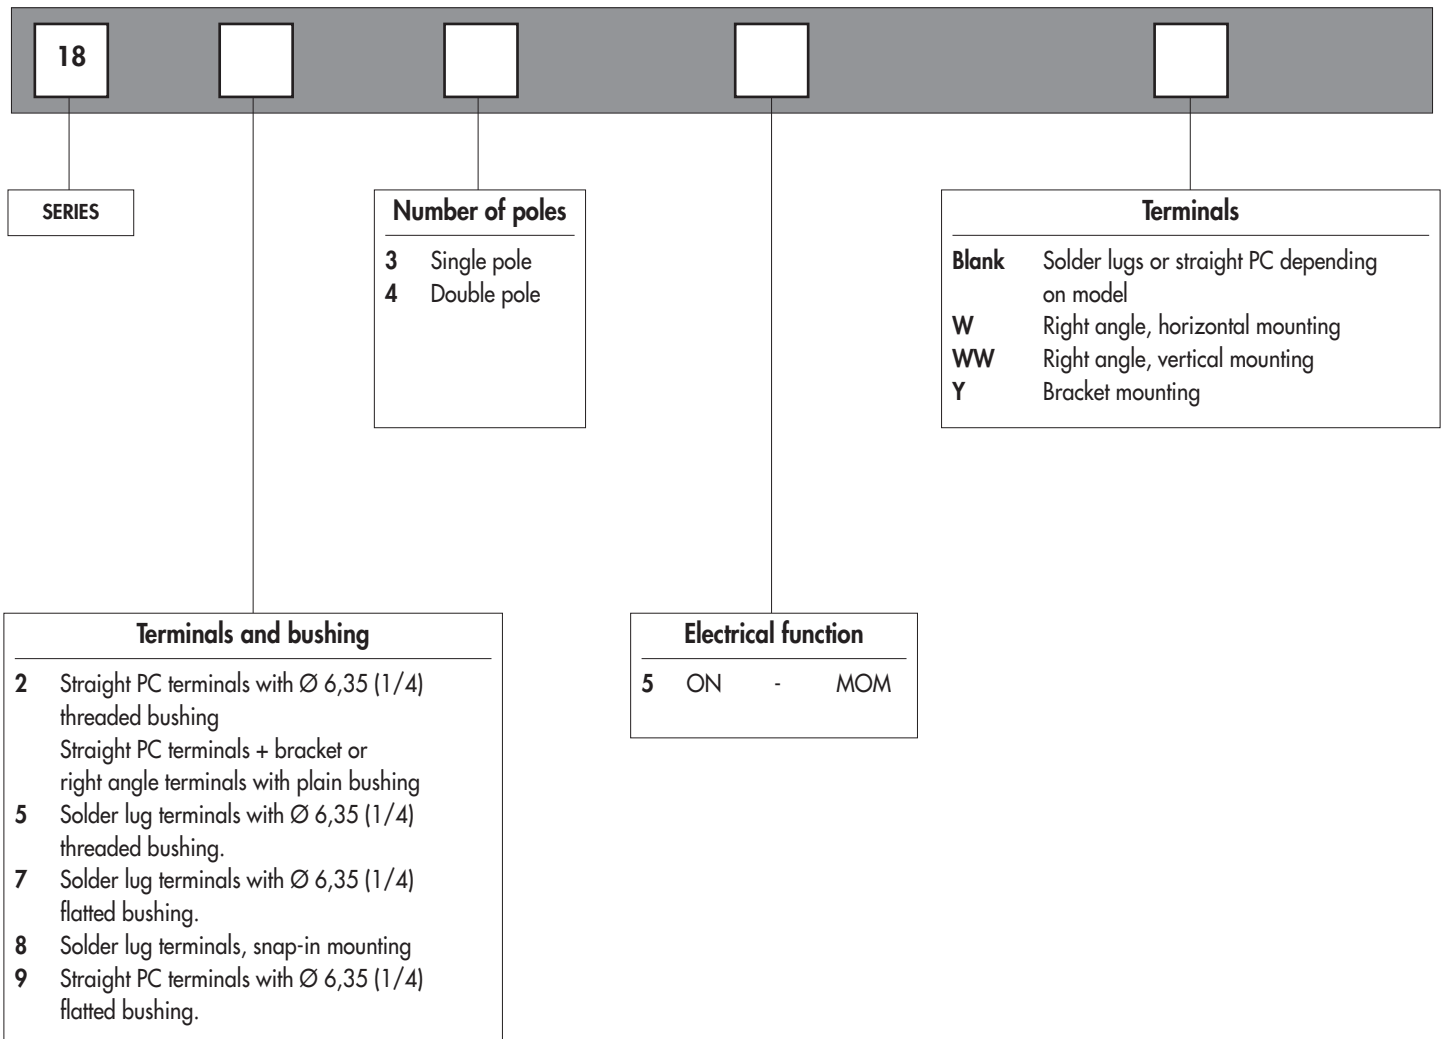 18
SERIES
Number of poles
3 Single pole
4 Double pole
Terminals
Blank Solder lugs or straight PC depending
on model
W Right angle, horizontal mounting
WW Right angle, vertical mounting
Y Bracket mounting
Terminals and bushing
2 Straight PC terminals with Ø 6,35 (1/4)
threaded bushing
Straight PC terminals + bracket or
right angle terminals with plain bushing
5 Solder lug terminals with Ø 6,35 (1/4)
threaded bushing.
7 Solder lug terminals with Ø 6,35 (1/4)
flatted bushing.
8 Solder lug terminals, snap-in mounting
9 Straight PC terminals with Ø 6,35 (1/4)
flatted bushing.
Electrical function
5 ON - MOM